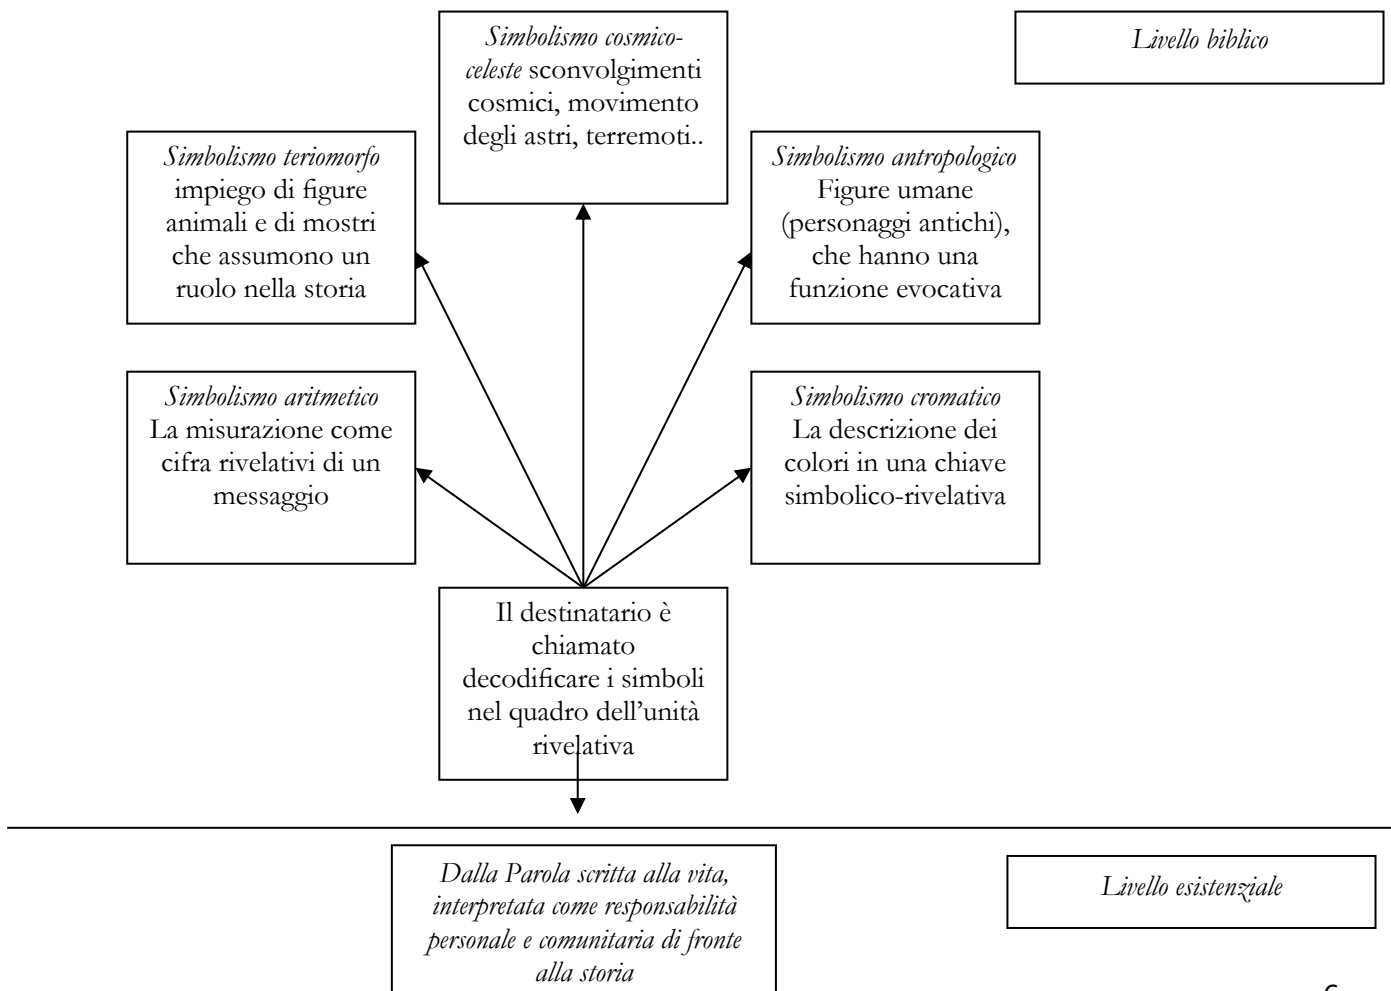 Simbolismo cosmico-
celeste sconvolgimenti
cosmici, movimento
degli astri, terremoti..
Livello biblico
Simbolismo teriomorfo
impiego di figure
animali e di mostri
che assumono un
ruolo nella storia
Simbolismo antropologico
Figure umane
(personaggi antichi),
che hanno una
funzione evocativa
Simbolismo aritmetico
La misurazione come
cifra rivelativi di un
messaggio
Simbolismo cromatico
La descrizione dei
colori in una chiave
simbolico-rivelativa
Il destinatario è
chiamato
decodificare i simboli
nel quadro dell’unità
rivelativa
Dalla Parola scritta alla vita,
interpretata come responsabilità
personale e comunitaria di fronte
alla storia
Livello esistenziale